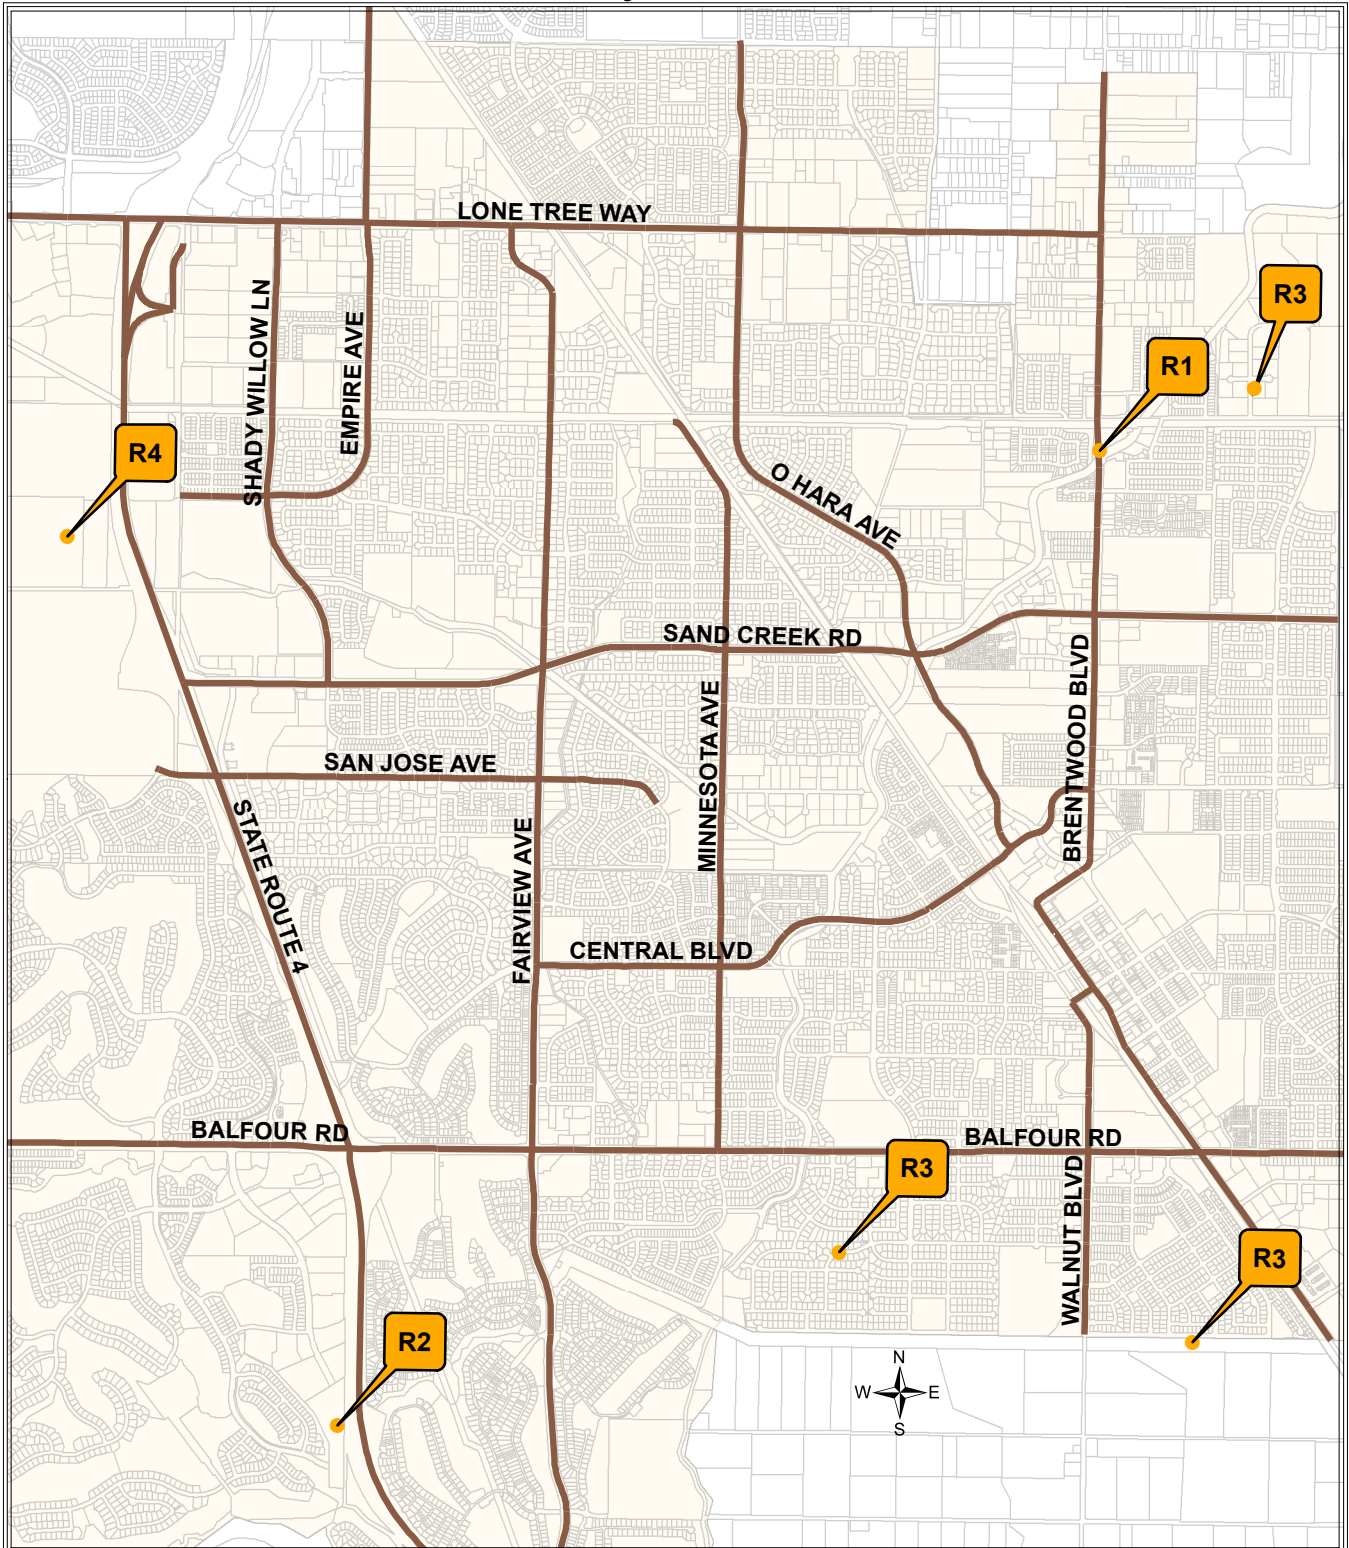 LONE TREE WAY
R3
SHADY WILLOW LN
EMPIRE AVE
R1
R4
O HARA AVE
SAND CREEK RD
BRENTWOOD BLVD
MINNESOTA AVE
SAN JOSE AVE
STATE ROUTE 4
FAIRVIEW AVE
CENTRAL BLVD
BALFOUR RD
BALFOUR RD
R3
WALNUT BLVD
R3
R2
N
W E
S